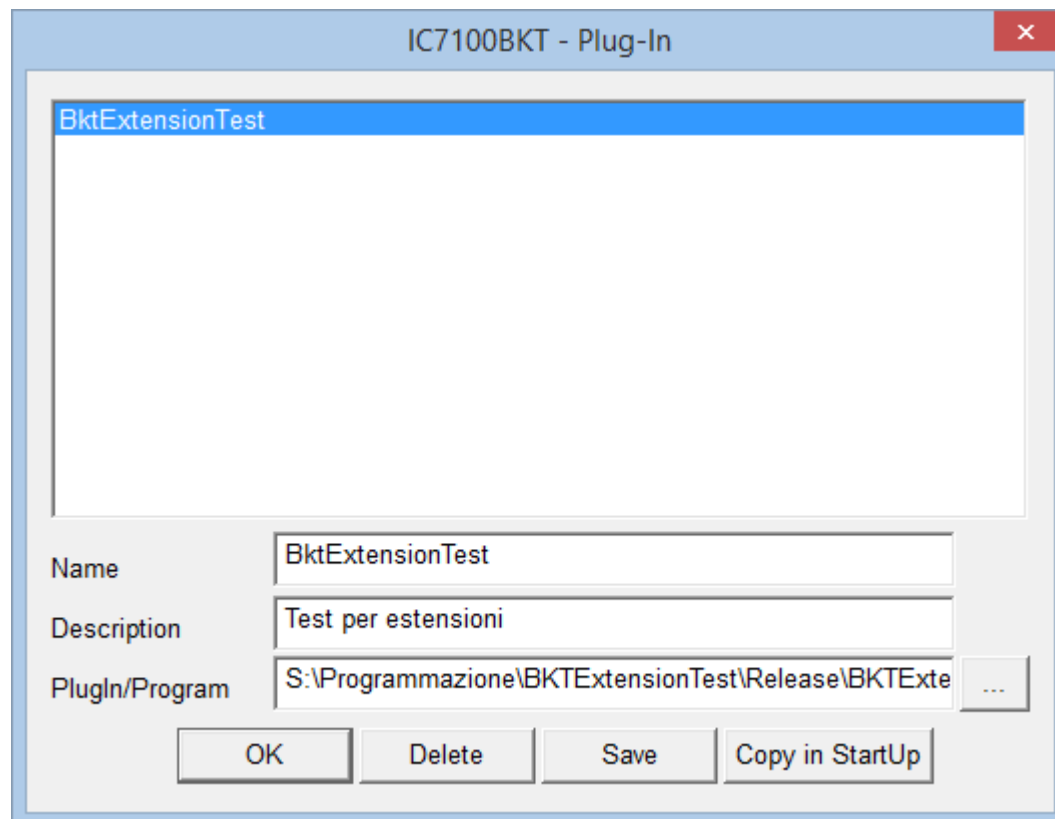 IC7100BKT - Plug-In
BktExtensionTest
Name
BktExtensionTest
Description
Test per estensioni
PlugIn/Program
S:\Programmazione\BKTExtensionTest\Release\BKTExte
...
OK
Delete
Save
Copy in StartUp